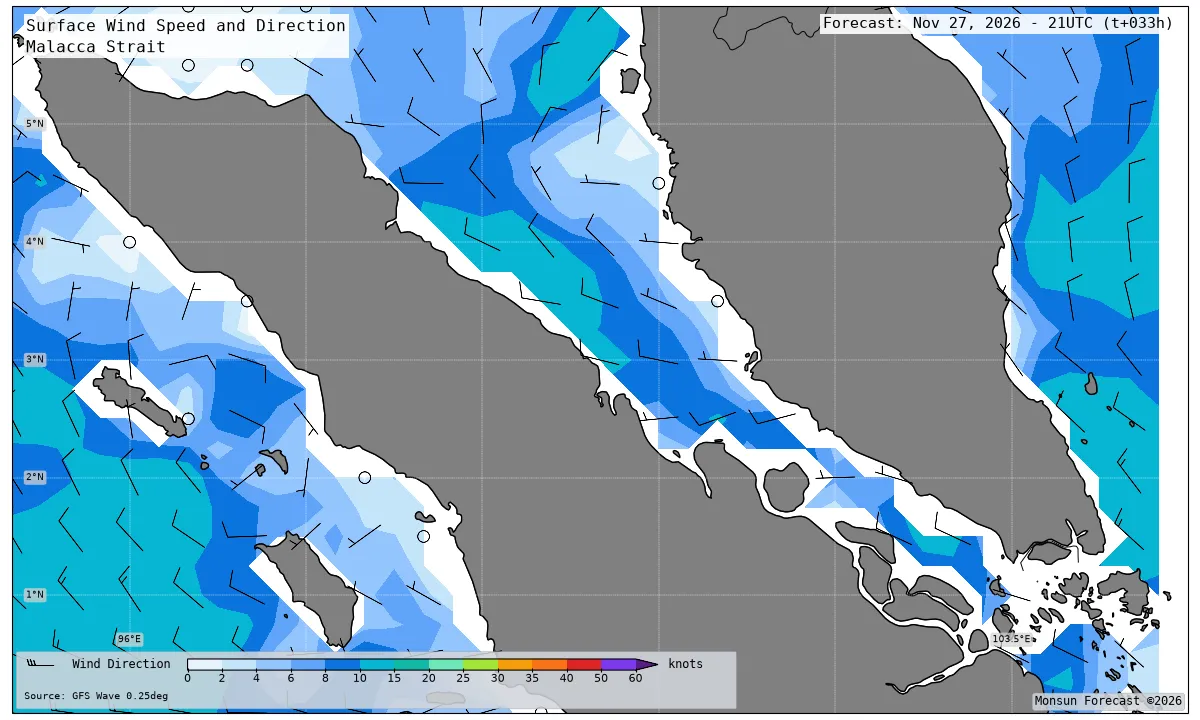 Surface Wind Speed and Direction
Malacca Strait
Forecast: Nov 27, 2026 - 21UTC (t+033h)
5°N
4°N
3°N
2°N
1°N
96°E
103.5°E
Wind Direction
knots
0 2 4 6 8 10 12 15 20 25 30 35 40 50 60
Source: GFS Wave 0.25deg
Monsun Forecast ©2026